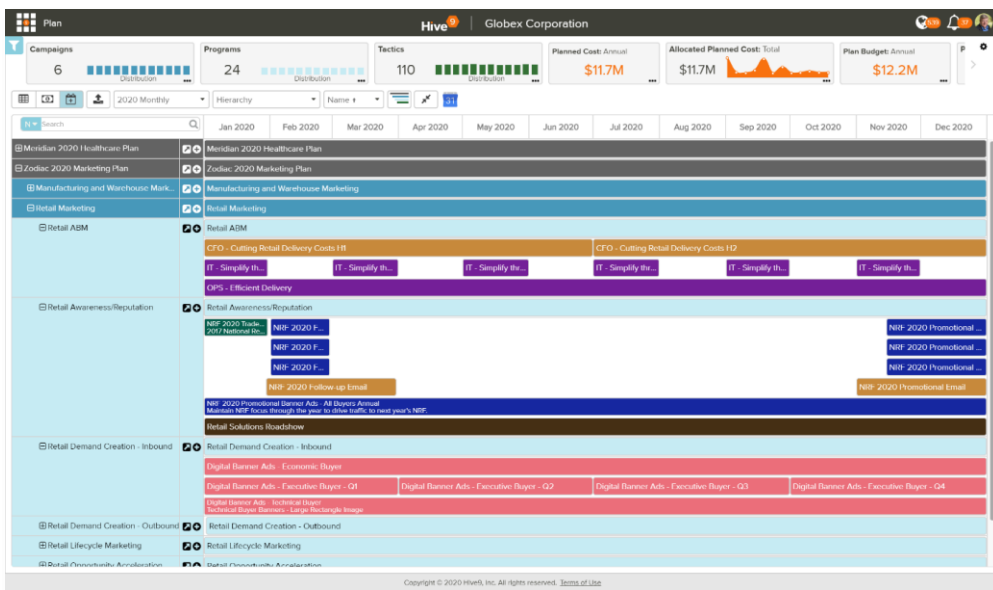 Plan
Hive9
Globex Corporation
Campaigns
6
Distribution
Programs
24
Distribution
Tactics
110
Distribution
Planned Cost: Annual
$11.7M
Allocated Planned Cost: Total
$11.7M
Plan Budget: Annual
$12.2M
P
2020 Monthly
Hierarchy
Name ↑
31
N
Search
Jan 2020 Feb 2020 Mar 2020 Apr 2020 May 2020 Jun 2020 Jul 2020 Aug 2020 Sep 2020 Oct 2020 Nov 2020 Dec 2020
Meridian 2020 Healthcare Plan Meridian 2020 Healthcare Plan
Zodiac 2020 Marketing Plan Zodiac 2020 Marketing Plan
Manufacturing and Warehouse Mark... Manufacturing and Warehouse Marketing
Retail Marketing Retail Marketing
Retail ABM Retail ABM
CFO - Cutting Retail Delivery Costs H1 CFO - Cutting Retail Delivery Costs H2
IT - Simplify th... IT - Simplify th... IT - Simplify thr... IT - Simplify thr... IT - Simplify th... IT - Simplify th...
OPS - Efficient Delivery
Retail Awareness/Reputation Retail Awareness/Reputation
NRF 2020 Trade...
2017 National Re...
NRF 2020 F... NRF 2020 Promotional ...
NRF 2020 F... NRF 2020 Promotional ...
NRF 2020 F... NRF 2020 Promotional ...
NRF 2020 Follow-up Email NRF 2020 Promotional Email
NRF 2020 Promotional Banner Ads - All Buyers Annual
Maintain NRF focus through the year to drive traffic to next year's NRF.
Retail Solutions Roadshow
Retail Demand Creation - Inbound Retail Demand Creation - Inbound
Digital Banner Ads - Economic Buyer
Digital Banner Ads - Executive Buyer - Q1 Digital Banner Ads - Executive Buyer - Q2 Digital Banner Ads - Executive Buyer - Q3 Digital Banner Ads - Executive Buyer - Q4
Digital Banner Ads - Technical Buyer
Technical Buyer Banners - Large Rectangle Image
Retail Demand Creation - Outbound Retail Demand Creation - Outbound
Retail Lifecycle Marketing Retail Lifecycle Marketing
Retail Opportunity Acceleration Retail Opportunity Acceleration
Copyright © 2020 Hive9, Inc. All rights reserved. Terms of Use